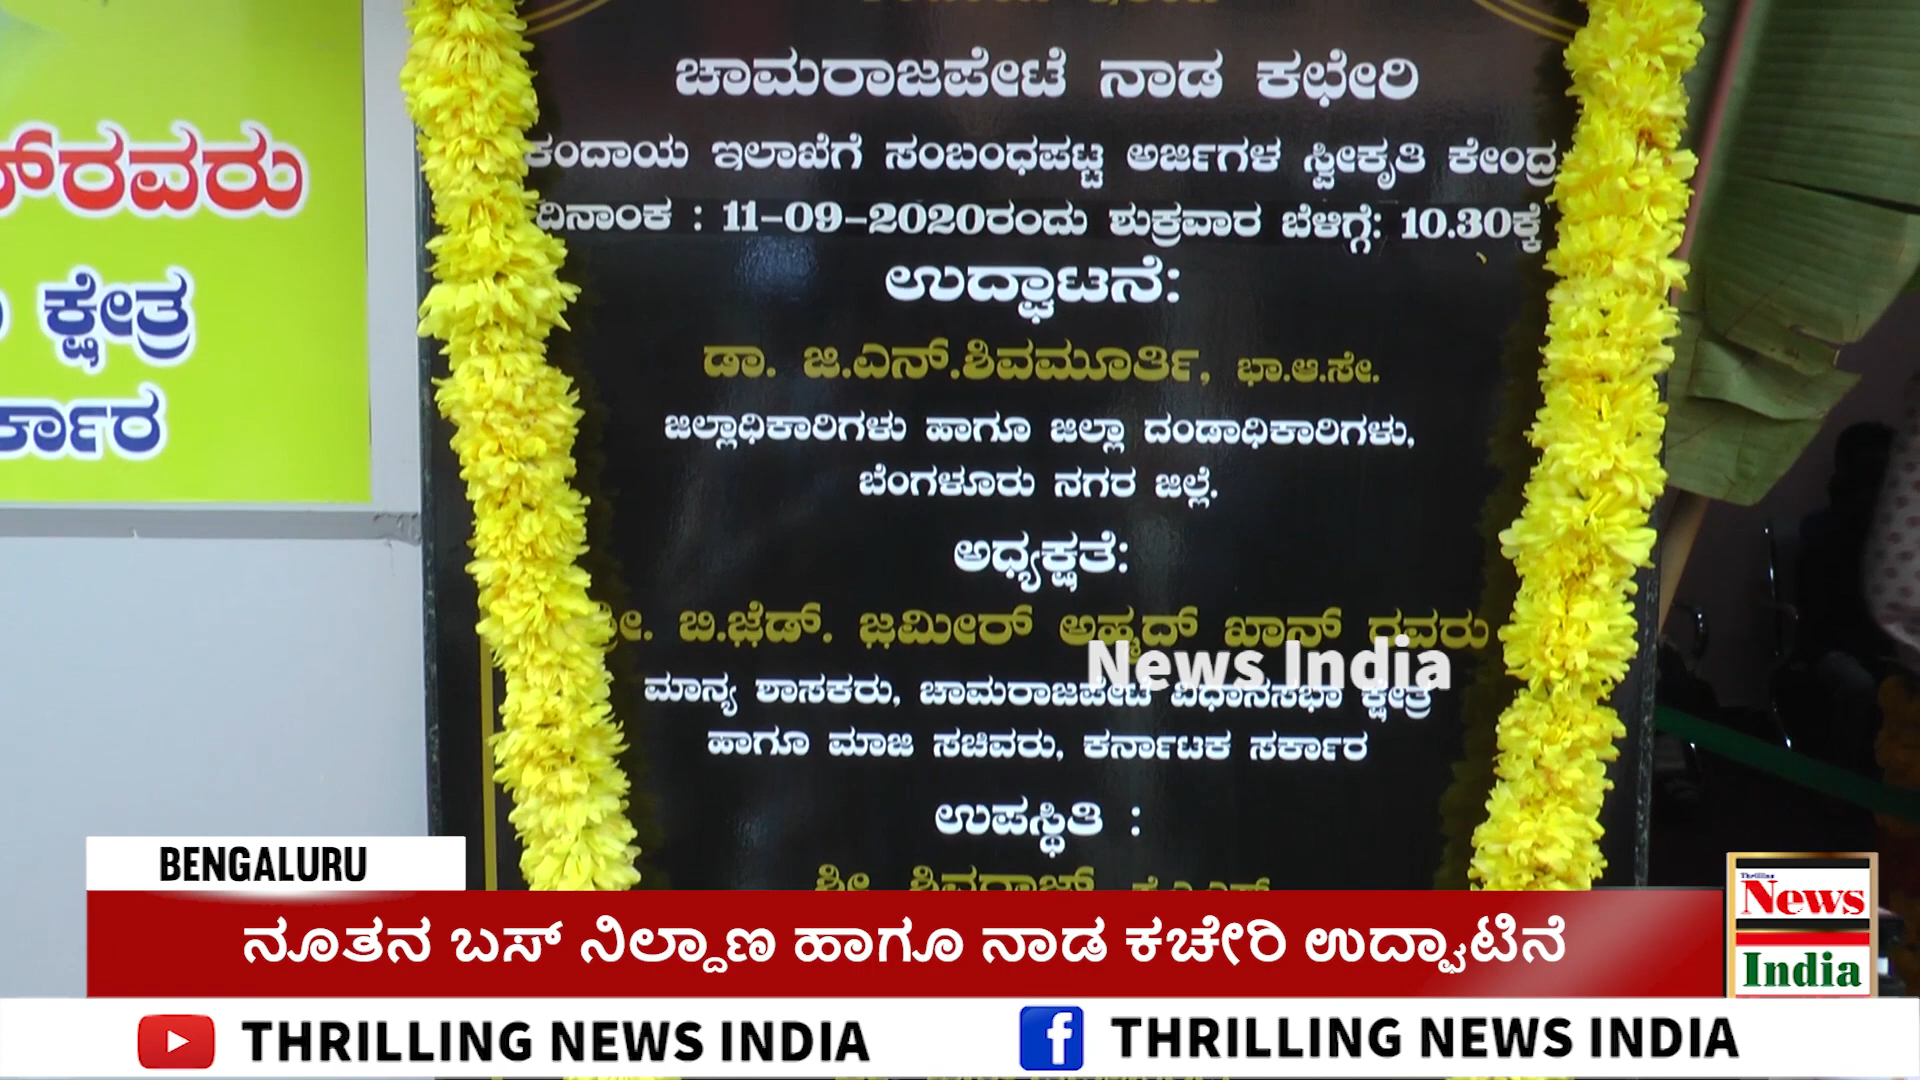 ಚಾಮರಾಜಪೇಟೆ ನಾಡ ಕಛೇರಿ
ಕಂದಾಯ ಇಲಾಖೆಗೆ ಸಂಬಂಧಪಟ್ಟ ಅರ್ಜಿಗಳ ಸ್ವೀಕೃತಿ ಕೇಂದ್ರ
ದಿನಾಂಕ : 11-09-2020ರಂದು ಶುಕ್ರವಾರ ಬೆಳಿಗ್ಗೆ: 10.30ಕ್ಕೆ
ಉದ್ಘಾಟನೆ:
ಡಾ. ಜಿ.ಎನ್.ಶಿವಮೂರ್ತಿ, ಭಾ.ಆ.ಸೇ.
ಜಿಲ್ಲಾಧಿಕಾರಿಗಳು ಹಾಗೂ ಜಿಲ್ಲಾ ದಂಡಾಧಿಕಾರಿಗಳು,
ಬೆಂಗಳೂರು ನಗರ ಜಿಲ್ಲೆ.
ಅಧ್ಯಕ್ಷತೆ:
ಬಿ.ಜೆಡ್. ಜಮೀರ್ ಅಹ್ಮದ್ ಖಾನ್ ರವರು
News India
ಮಾನ್ಯ ಶಾಸಕರು, ಚಾಮರಾಜಪೇಟೆ ವಿಧಾನಸಭಾ ಕ್ಷೇತ್ರ
ಹಾಗೂ ಮಾಜಿ ಸಚಿವರು, ಕರ್ನಾಟಕ ಸರ್ಕಾರ
ಉಪಸ್ಥಿತಿ :
ಶ್ರೀ ಶಿವರಾಜ್
ರವರು
ಕ್ಷೇತ್ರ
BENGALURU
ನೂತನ ಬಸ್ ನಿಲ್ದಾಣ ಹಾಗೂ ನಾಡ ಕಚೇರಿ ಉದ್ಘಾಟಿನೆ
Thrilling
News
India
THRILLING NEWS INDIA
THRILLING NEWS INDIA